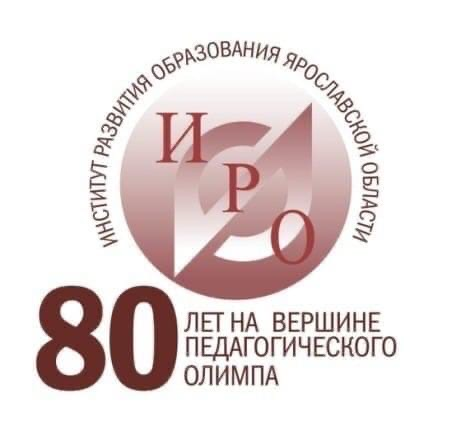 ИНСТИТУТ РАЗВИТИЯ ОБРАЗОВАНИЯ ЯРОСЛАВСКОЙ ОБЛАСТИ
И
Р
О
80
ЛЕТ НА ВЕРШИНЕ
ПЕДАГОГИЧЕСКОГО
ОЛИМПА